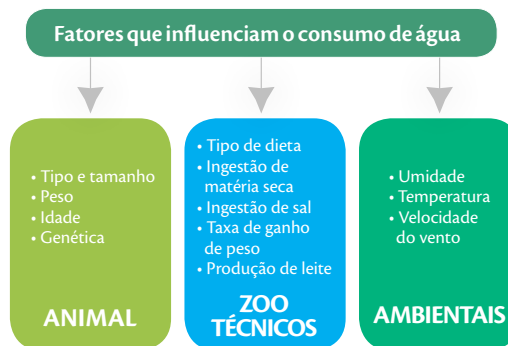 Fatores que influenciam o consumo de água
• Tipo e tamanho
• Peso
• Idade
• Genética
ANIMAL
• Tipo de dieta
• Ingestão de
matéria seca
• Ingestão de sal
• Taxa de ganho
de peso
• Produção de leite
ZOO
TÉCNICOS
• Umidade
• Temperatura
• Velocidade
do vento
AMBIENTAIS